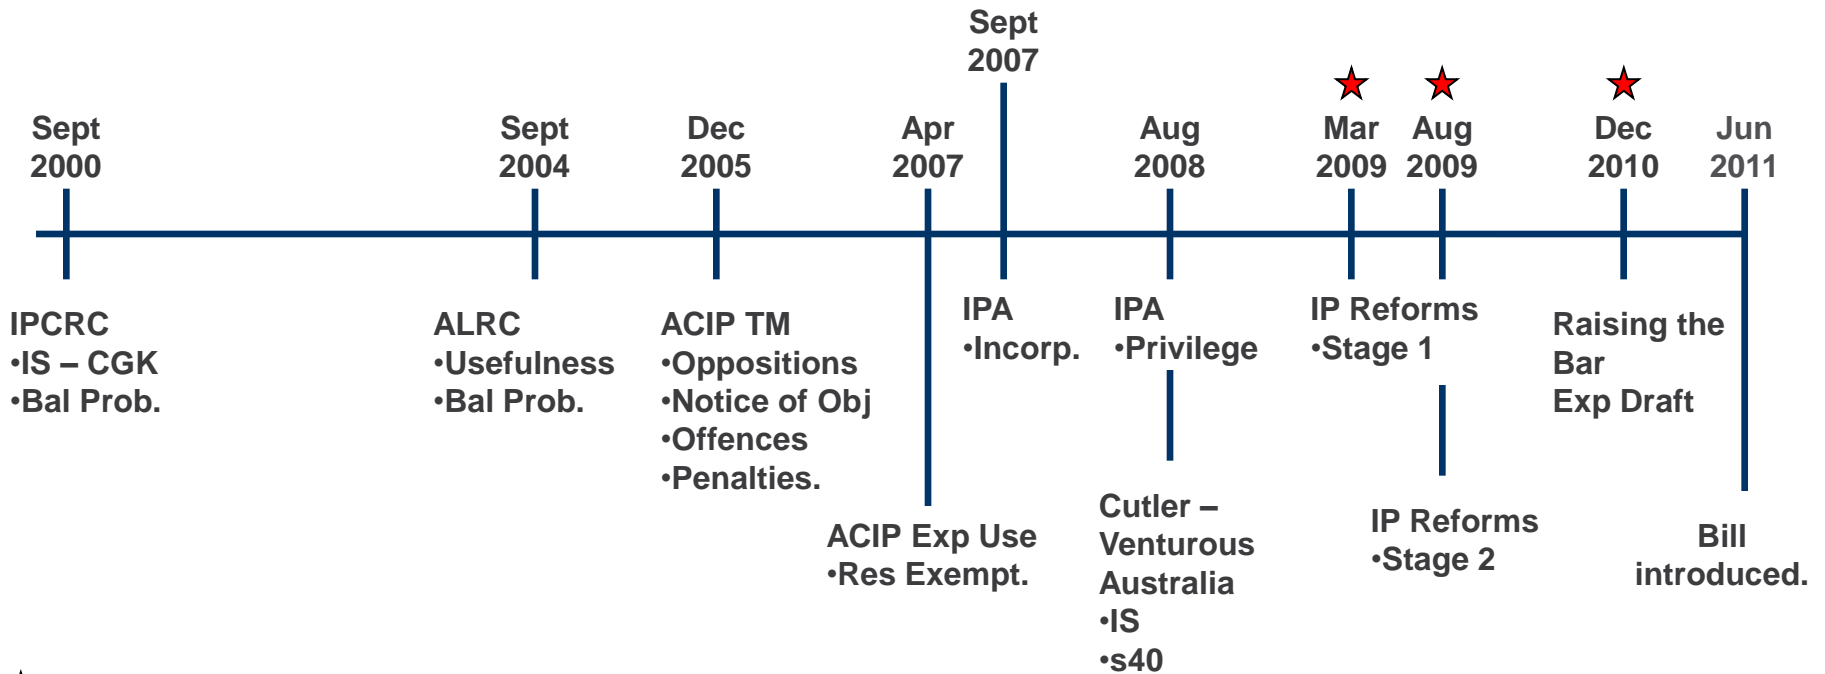 Sept
2007
Sept
2000
Sept
2004
Dec
2005
Apr
2007
Aug
2008
Mar
2009
Aug
2009
Dec
2010
Jun
2011
IPCRC
•IS – CGK
•Bal Prob.
ALRC
•Usefulness
•Bal Prob.
ACIP TM
•Oppositions
•Notice of Obj
•Offences
•Penalties.
ACIP Exp Use
•Res Exempt.
IPA
•Incorp.
IPA
•Privilege
Cutler –
Venturous
Australia
•IS
•s40
IP Reforms
•Stage 1
IP Reforms
•Stage 2
Raising the
Bar
Exp Draft
Bill
introduced.